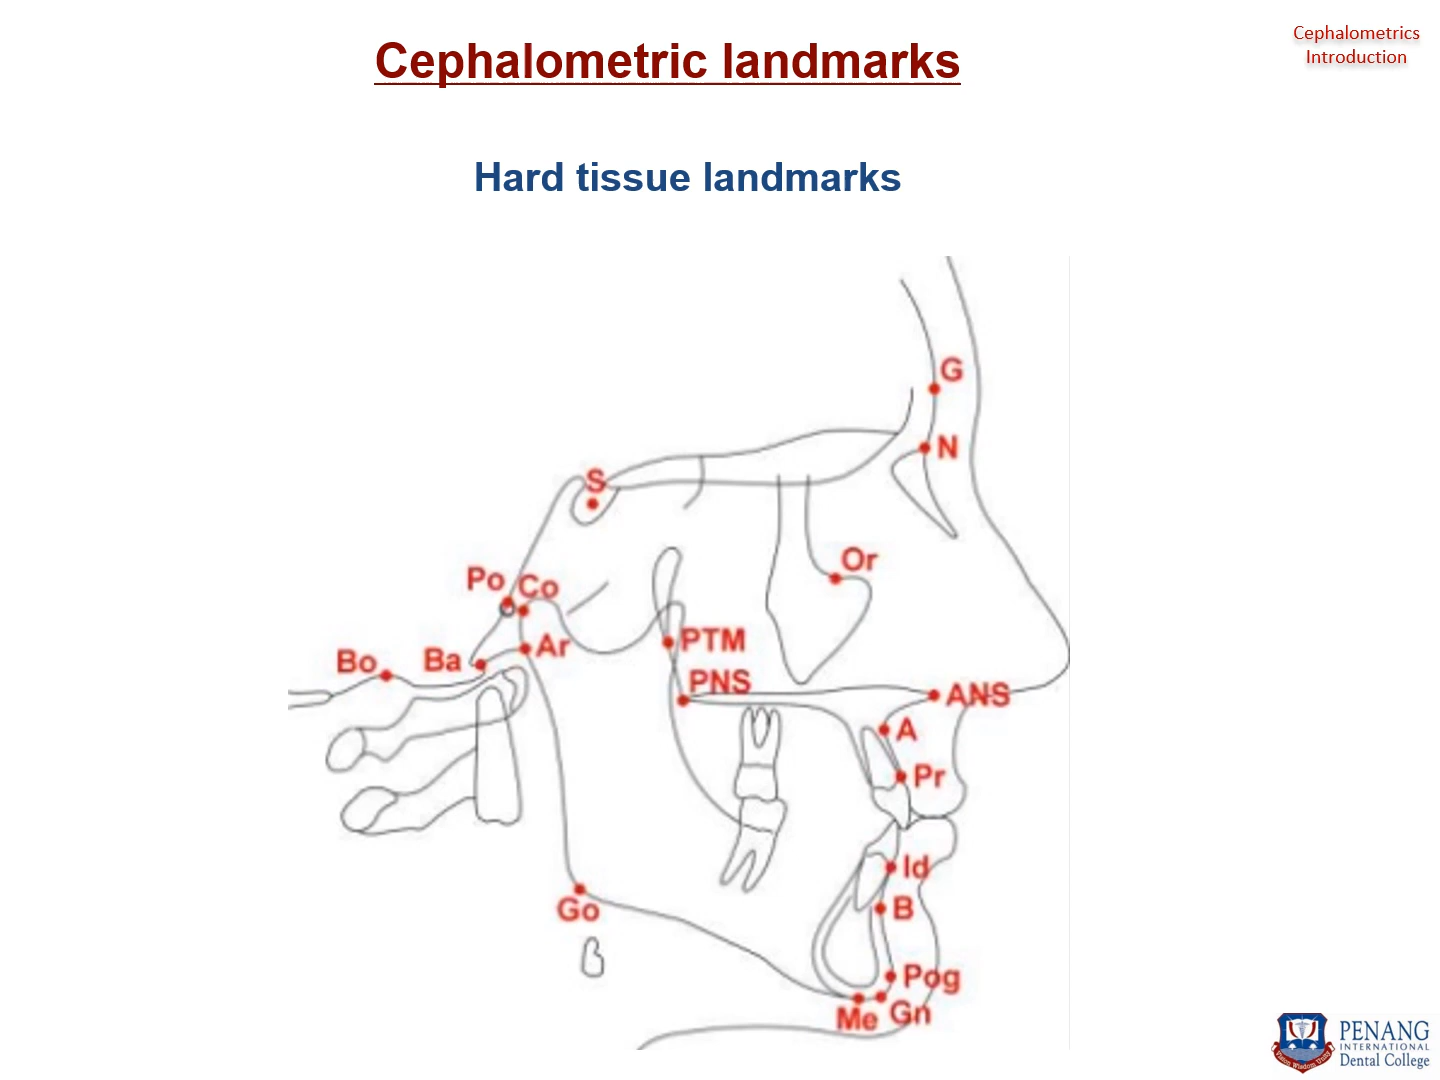 Cephalometric landmarks
Cephalometrics
Introduction
Hard tissue landmarks
G
N
S
Or
Po Co
PTM
Ar
Bo
Ba
PNS
ANS
A
Pr
Id
B
Go
Pog
Me Gn
PENANG
INTERNATIONAL
Dental College